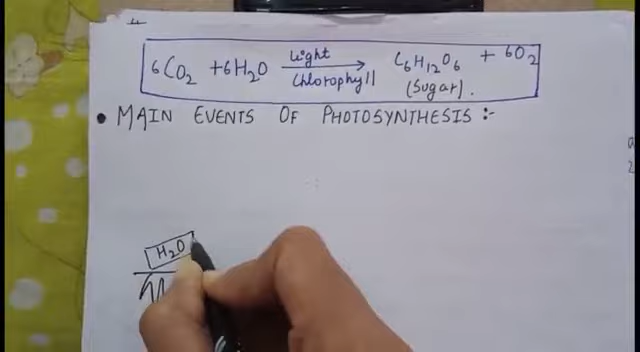 6CO2 + 6H2O Light Chlorophyll → C6H12O6 (Sugar). + 6O2
• MAIN EVENTS OF PHOTOSYNTHESIS :-
H2O